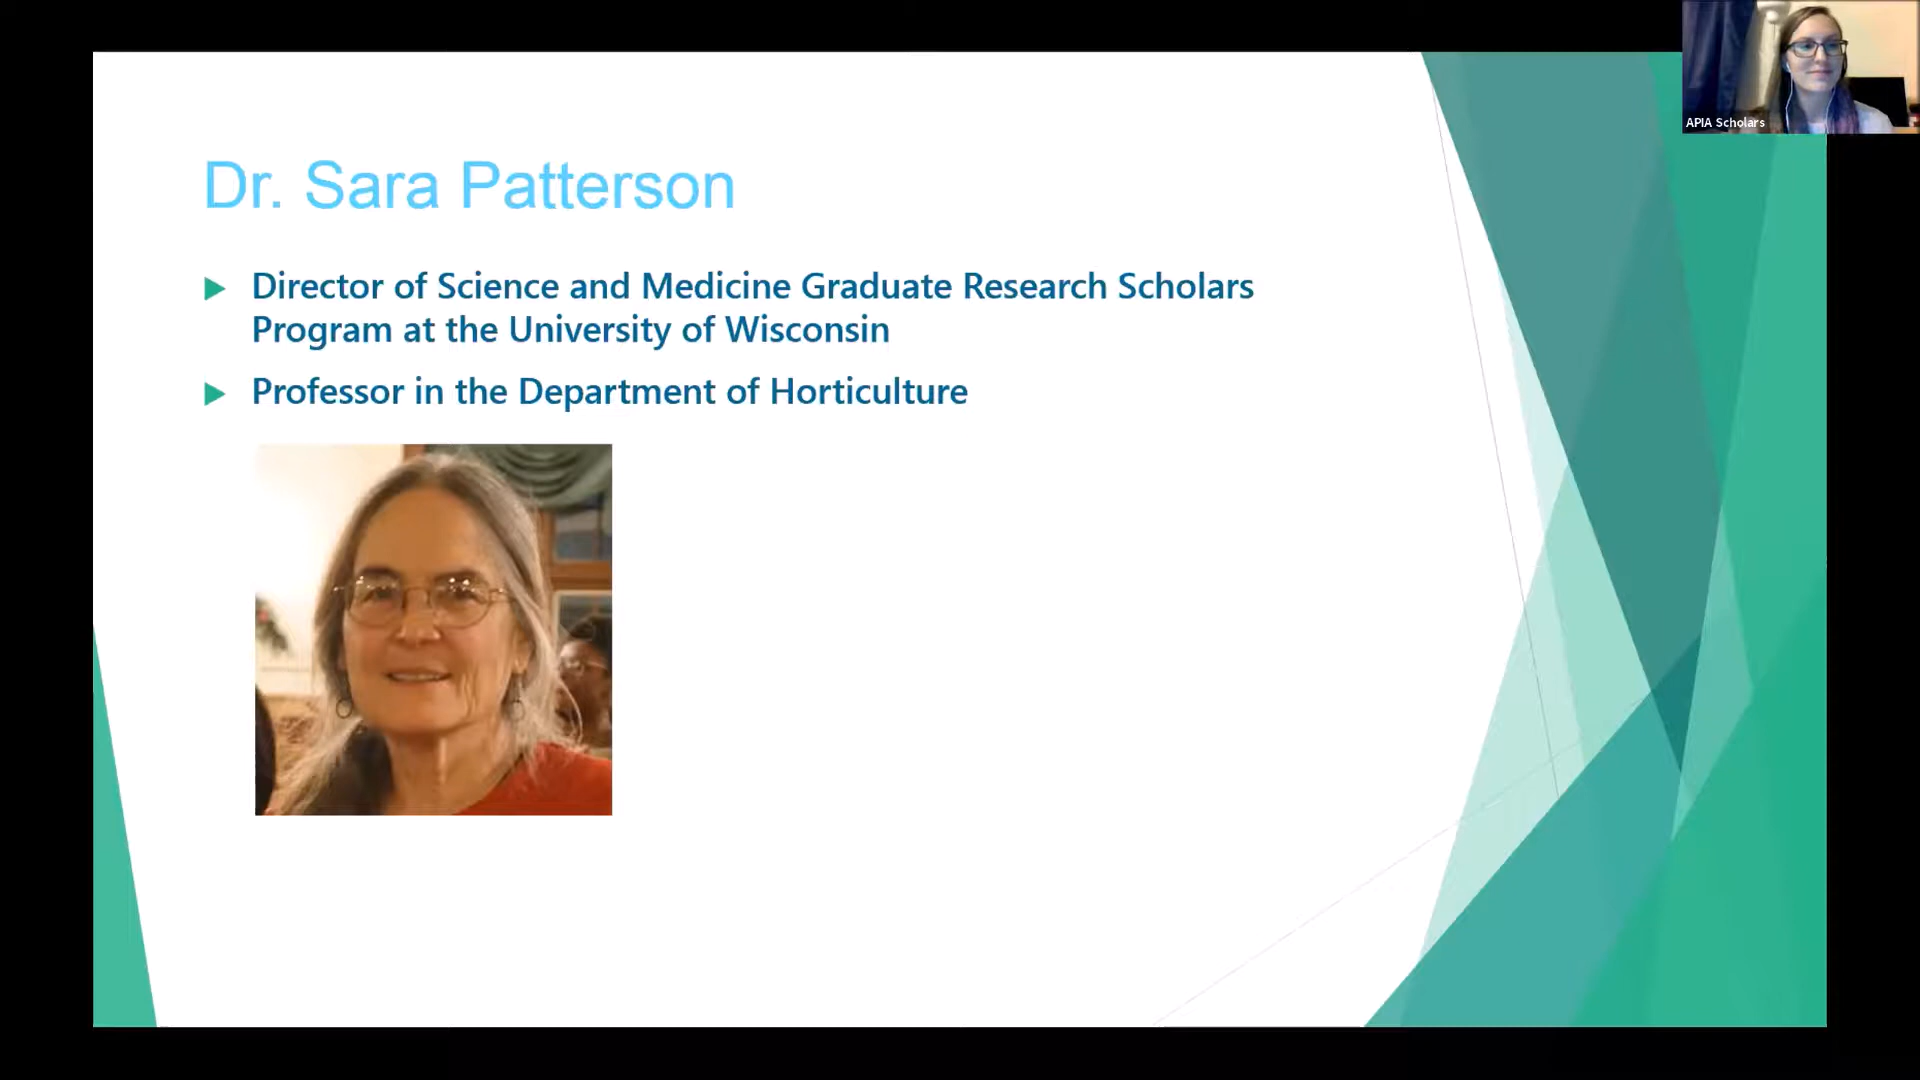 APIA Scholars
Dr. Sara Patterson
Director of Science and Medicine Graduate Research Scholars
Program at the University of Wisconsin
Professor in the Department of Horticulture